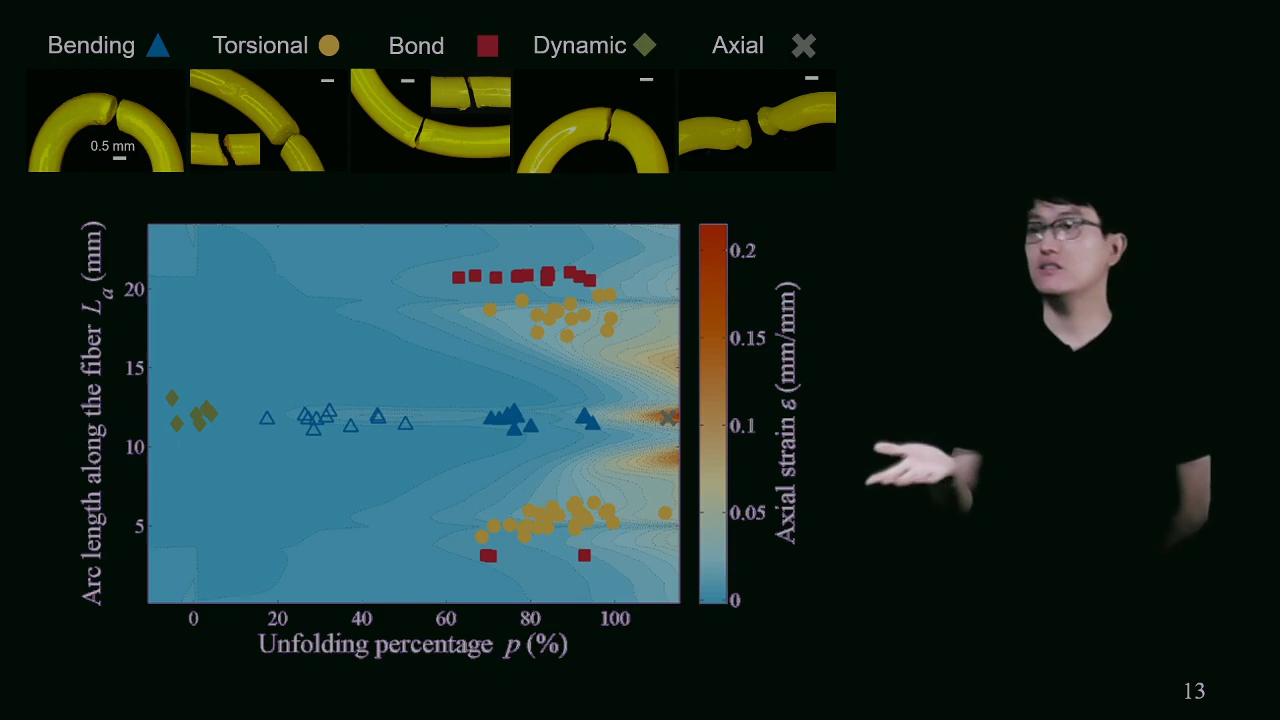 Bending
Torsional
Bond
Dynamic
Axial
0.5 mm
Arc length along the fiber La (mm)
20
15
10
5
0 20 40 60 80 100
Unfolding percentage p (%)
0.2
0.15
0.1
0.05
0
Axial strain ε (mm/mm)
13